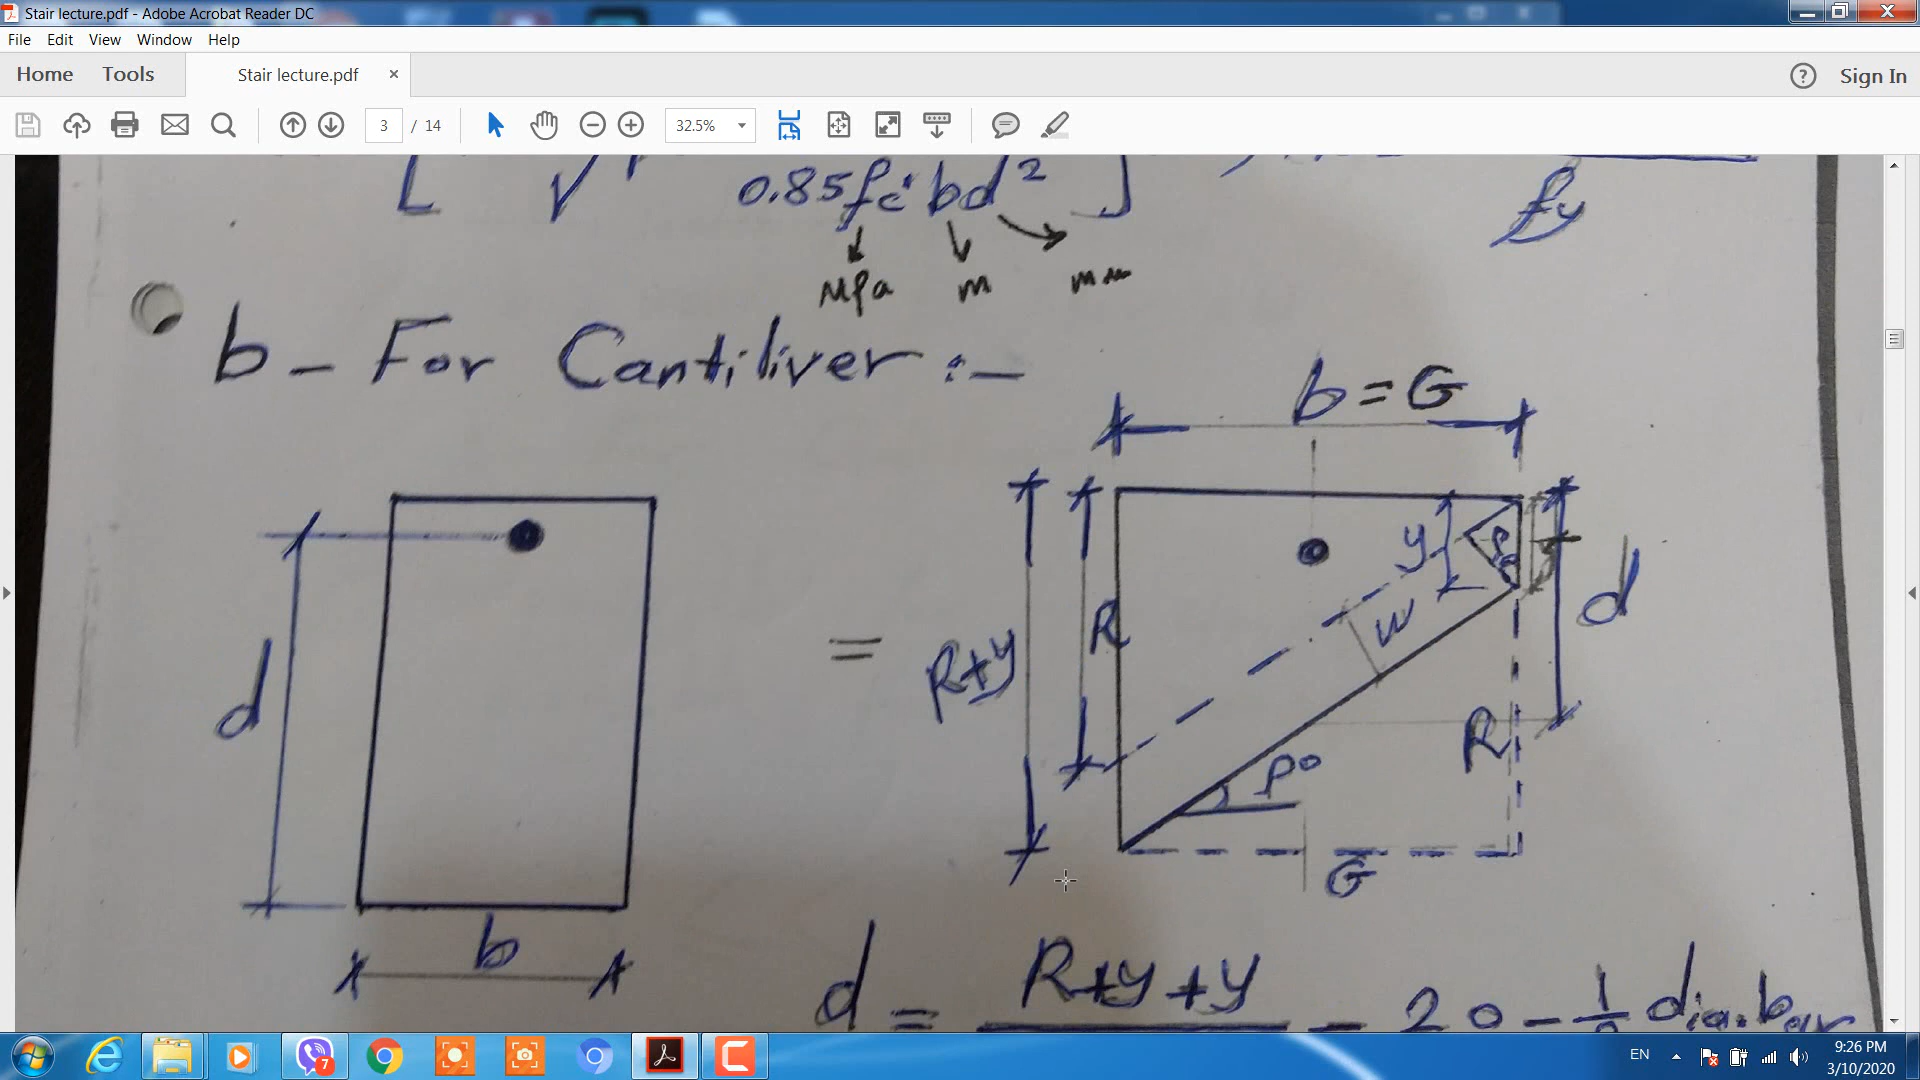 Stair lecture.pdf - Adobe Acrobat Reader DC
File Edit View Window Help
Home Tools Stair lecture.pdf × ? Sign In
3 / 14 32.5%
0.85fc' bd²
fy
MPa m mm
b - For Cantiliver :-
b = G
y
β°
d
W
R
R+y
R
β°
G
d
=
b
d = R+y+y - 20 - 1 dia.bar
7
EN
9:26 PM
3/10/2020